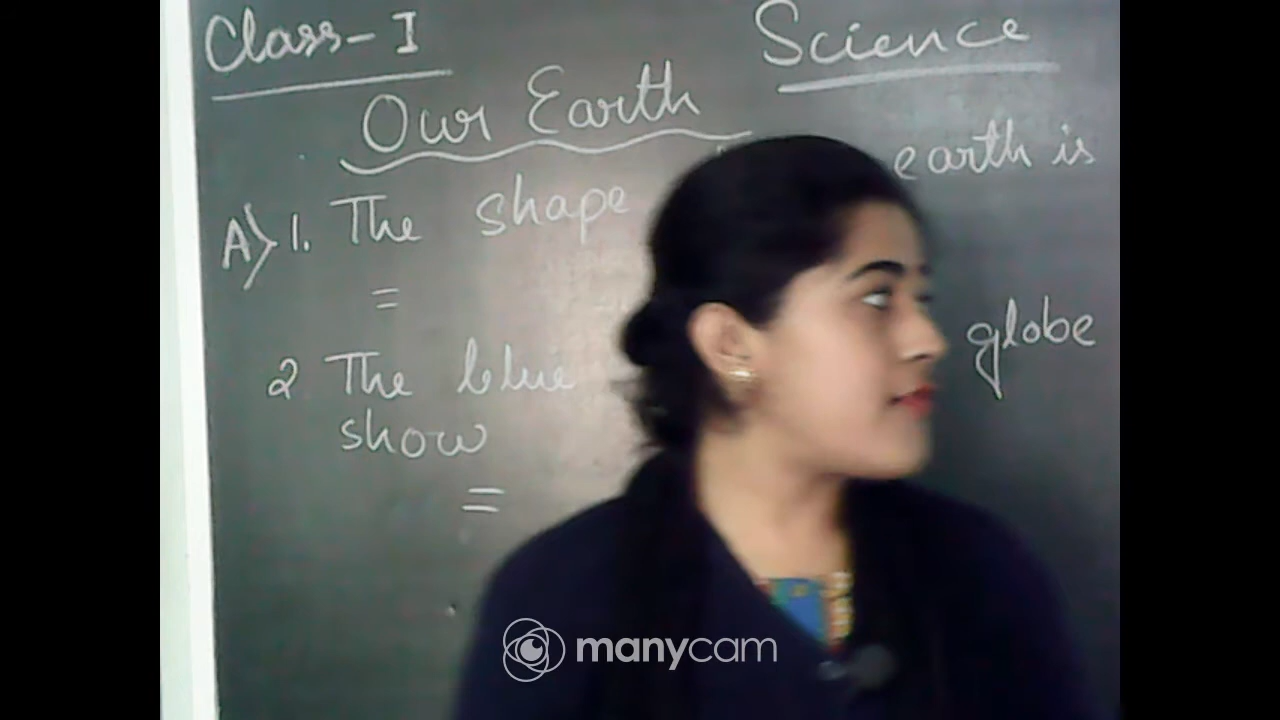 Class-I
Science
Our Earth
A) 1. The shape earth is
=
2 The blue globe
show
=
manycam